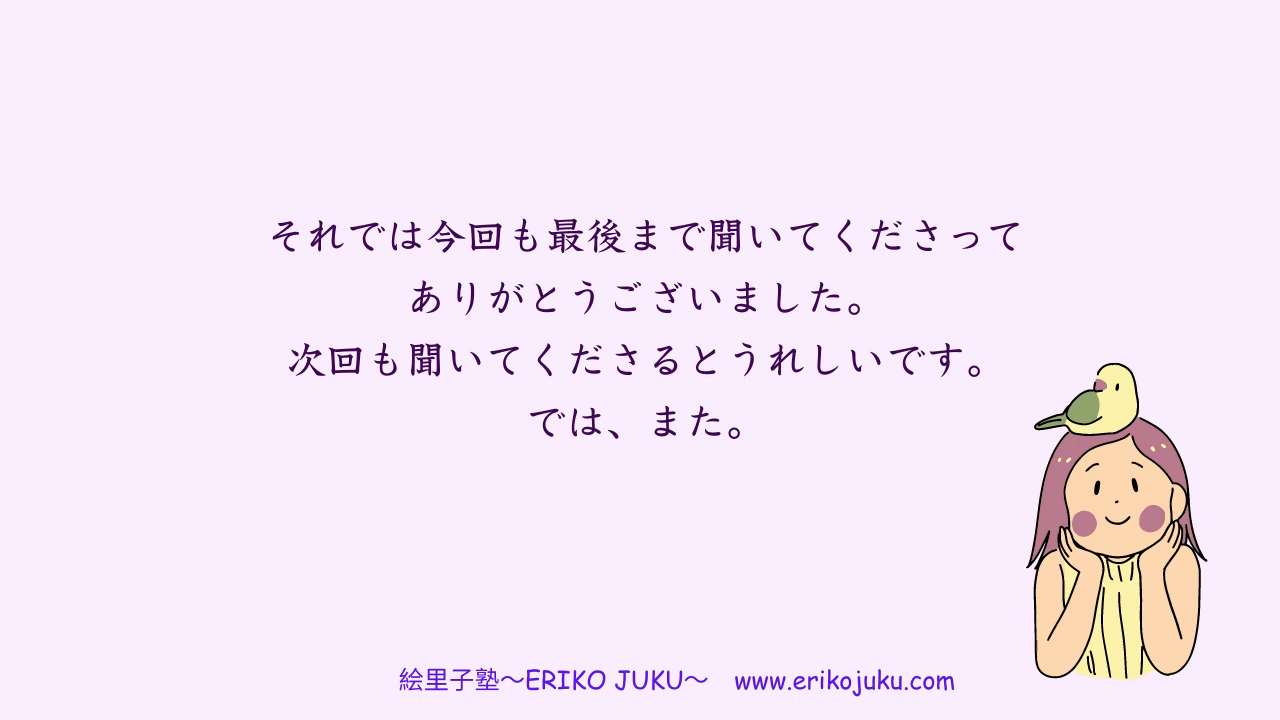 それでは今回も最後まで聞いてくださって
ありがとうございました。
次回も聞いてくださるとうれしいです。
では、また。
絵里子塾〜ERIKO JUKU〜　www.erikojuku.com